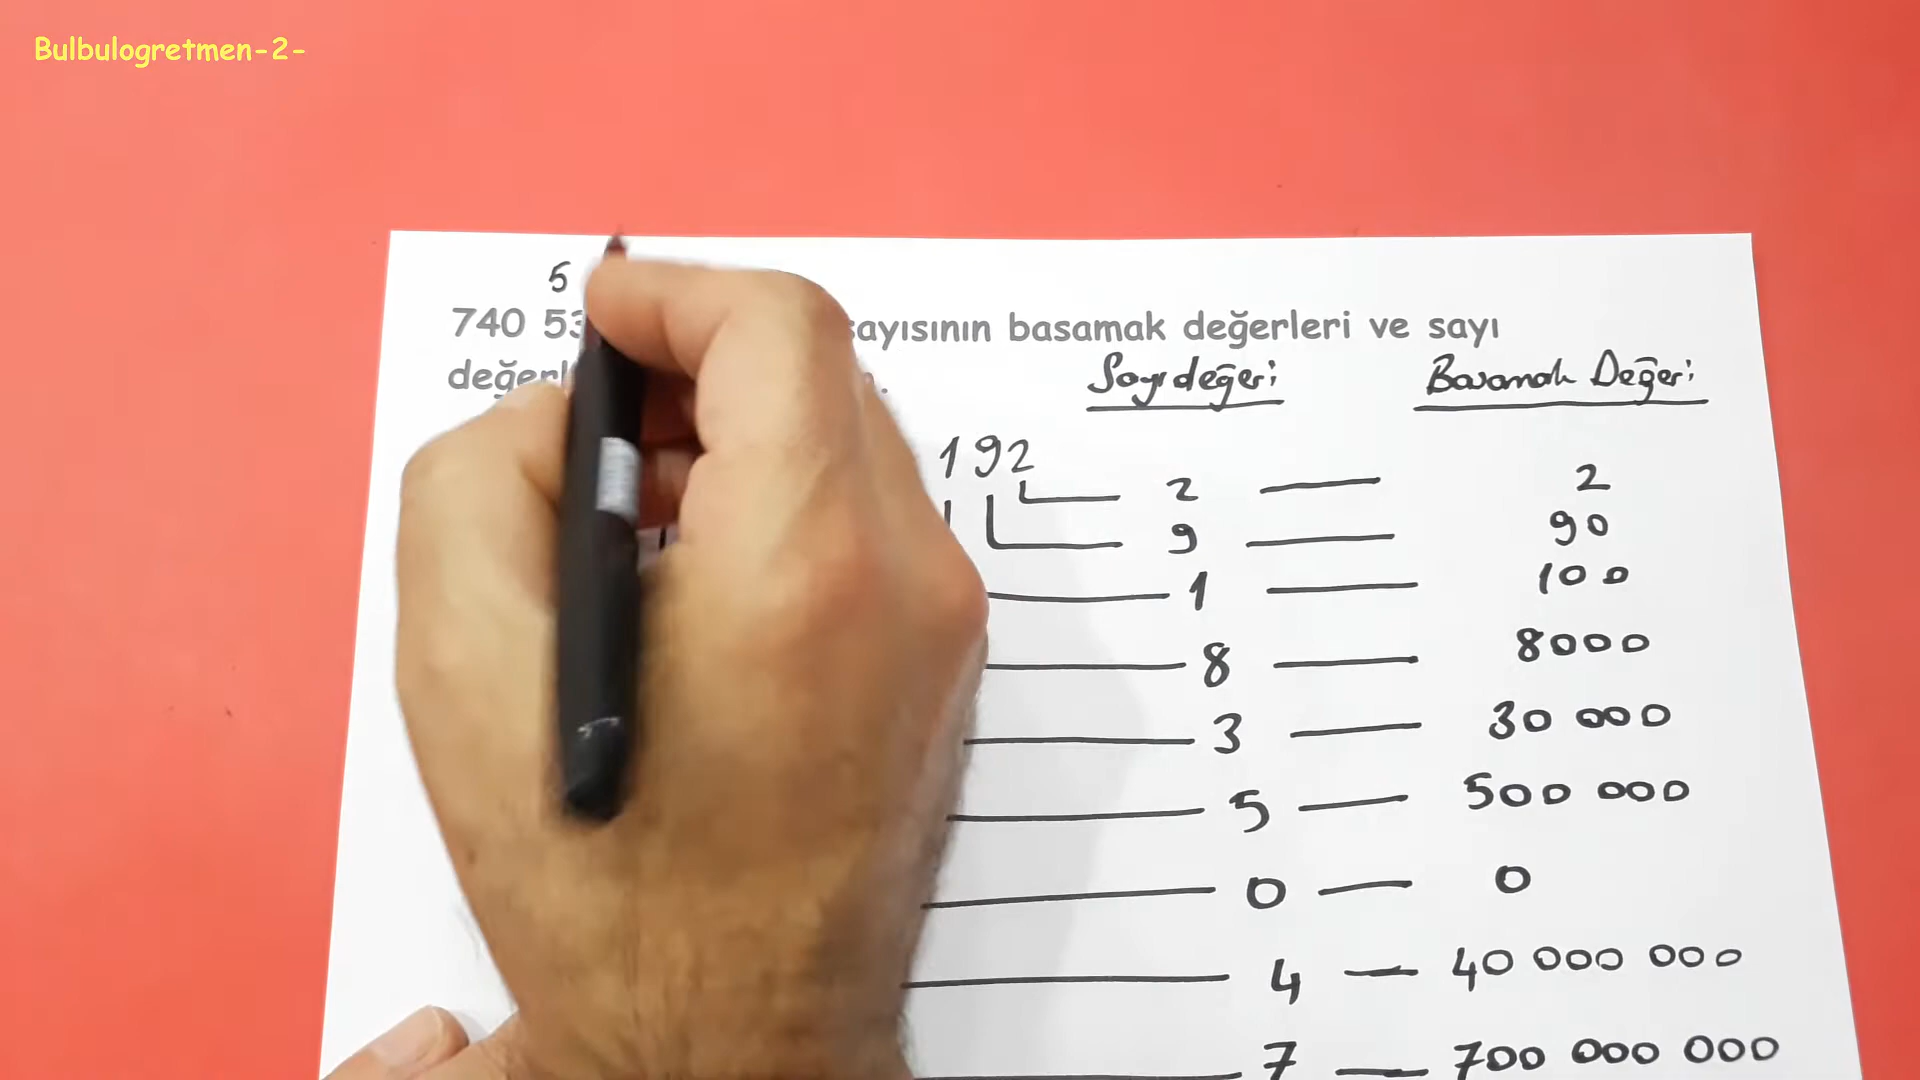 Bulbulogretmen-2-
5
740 53 sayısının basamak değerleri ve sayı
değerl
Sayı değeri Basamak Değeri
192
2 — 2
9 — 90
1 — 100
8 — 8000
3 — 30 000
5 — 500 000
0 — 0
4 — 40 000 000
7 — 700 000 000